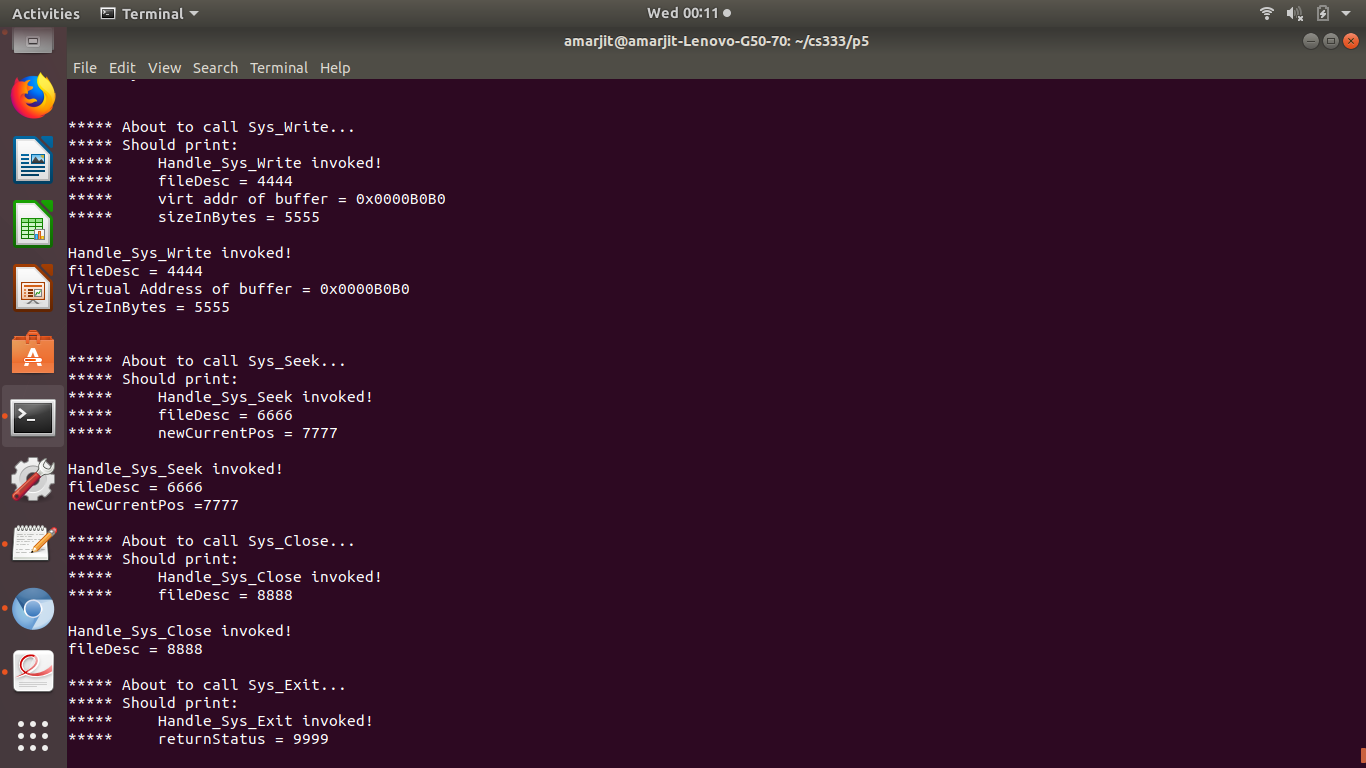 Activities Terminal Wed 00:11
amarjit@amarjit-Lenovo-G50-70: ~/cs333/p5
File Edit View Search Terminal Help
***** About to call Sys_Write...
***** Should print:
*****     Handle_Sys_Write invoked!
*****     fileDesc = 4444
*****     virt addr of buffer = 0x0000B0B0
*****     sizeInBytes = 5555
Handle_Sys_Write invoked!
fileDesc = 4444
Virtual Address of buffer = 0x0000B0B0
sizeInBytes = 5555
***** About to call Sys_Seek...
***** Should print:
*****     Handle_Sys_Seek invoked!
*****     fileDesc = 6666
*****     newCurrentPos = 7777
Handle_Sys_Seek invoked!
fileDesc = 6666
newCurrentPos =7777
***** About to call Sys_Close...
***** Should print:
*****     Handle_Sys_Close invoked!
*****     fileDesc = 8888
Handle_Sys_Close invoked!
fileDesc = 8888
***** About to call Sys_Exit...
***** Should print:
*****     Handle_Sys_Exit invoked!
*****     returnStatus = 9999